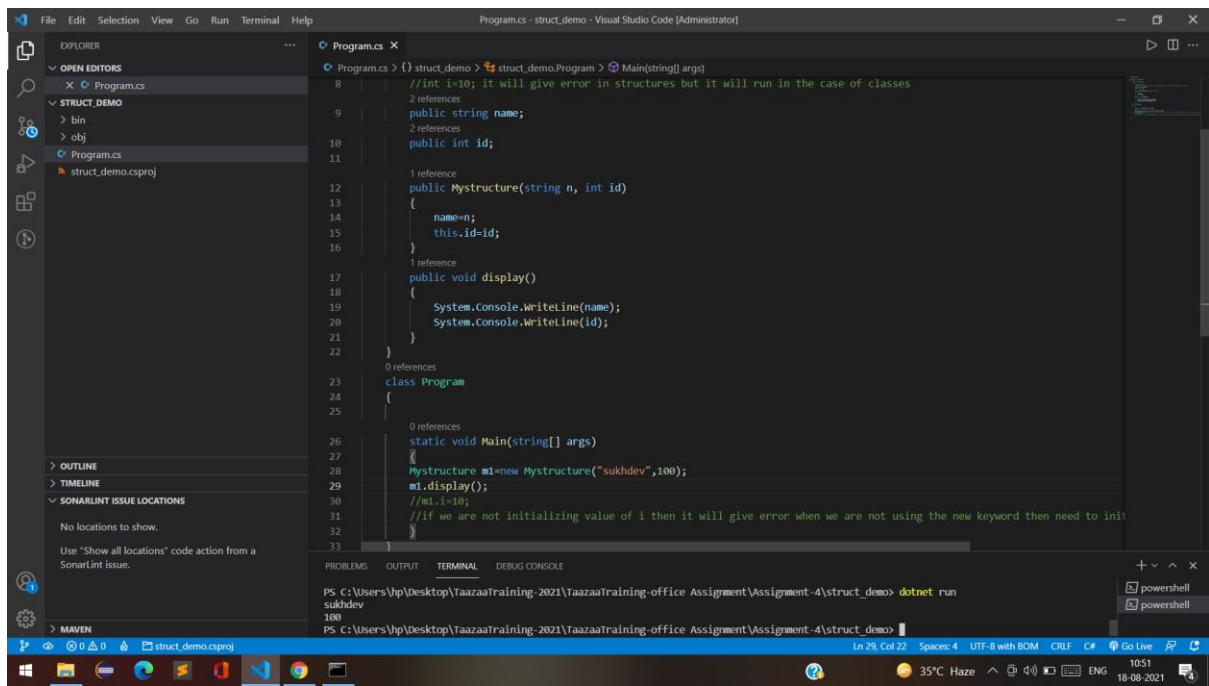 File Edit Selection View Go Run Terminal Help
Program.cs - struct_demo - Visual Studio Code [Administrator]
EXPLORER
OPEN EDITORS
Program.cs
STRUCT_DEMO
bin
obj
Program.cs
struct_demo.csproj
OUTLINE
TIMELINE
SONARLINT ISSUE LOCATIONS
No locations to show.
Use "Show all locations" code action from a
SonarLint issue.
MAVEN
Program.cs
Program.cs > {} struct_demo > struct_demo.Program > Main(string[] args)
8 //int i=10; it will give error in structures but it will run in the case of classes
2 references
9 public string name;
2 references
10 public int id;
11
1 reference
12 public Mystructure(string n, int id)
13 {
14 name=n;
15 this.id=id;
16 }
1 reference
17 public void display()
18 {
19 System.Console.WriteLine(name);
20 System.Console.WriteLine(id);
21 }
22 }
0 references
23 class Program
24 {
25
0 references
26 static void Main(string[] args)
27 {
28 Mystructure m1=new Mystructure("sukhdev",100);
29 m1.display();
30 //m1.i=10;
31 //if we are not initializing value of i then it will give error when we are not using the new keyword then need to init
32 }
33 }
PROBLEMS OUTPUT TERMINAL DEBUG CONSOLE
PS C:\Users\hp\Desktop\TaazaaTraining-2021\TaazaaTraining-office Assignment\Assignment-4\struct_demo> dotnet run
sukhdev
100
PS C:\Users\hp\Desktop\TaazaaTraining-2021\TaazaaTraining-office Assignment\Assignment-4\struct_demo>
powershell
powershell
0 0 struct_demo.csproj
Ln 29, Col 22 Spaces: 4 UTF-8 with BOM CRLF C# Go Live
35°C Haze ENG
10:51
18-08-2021